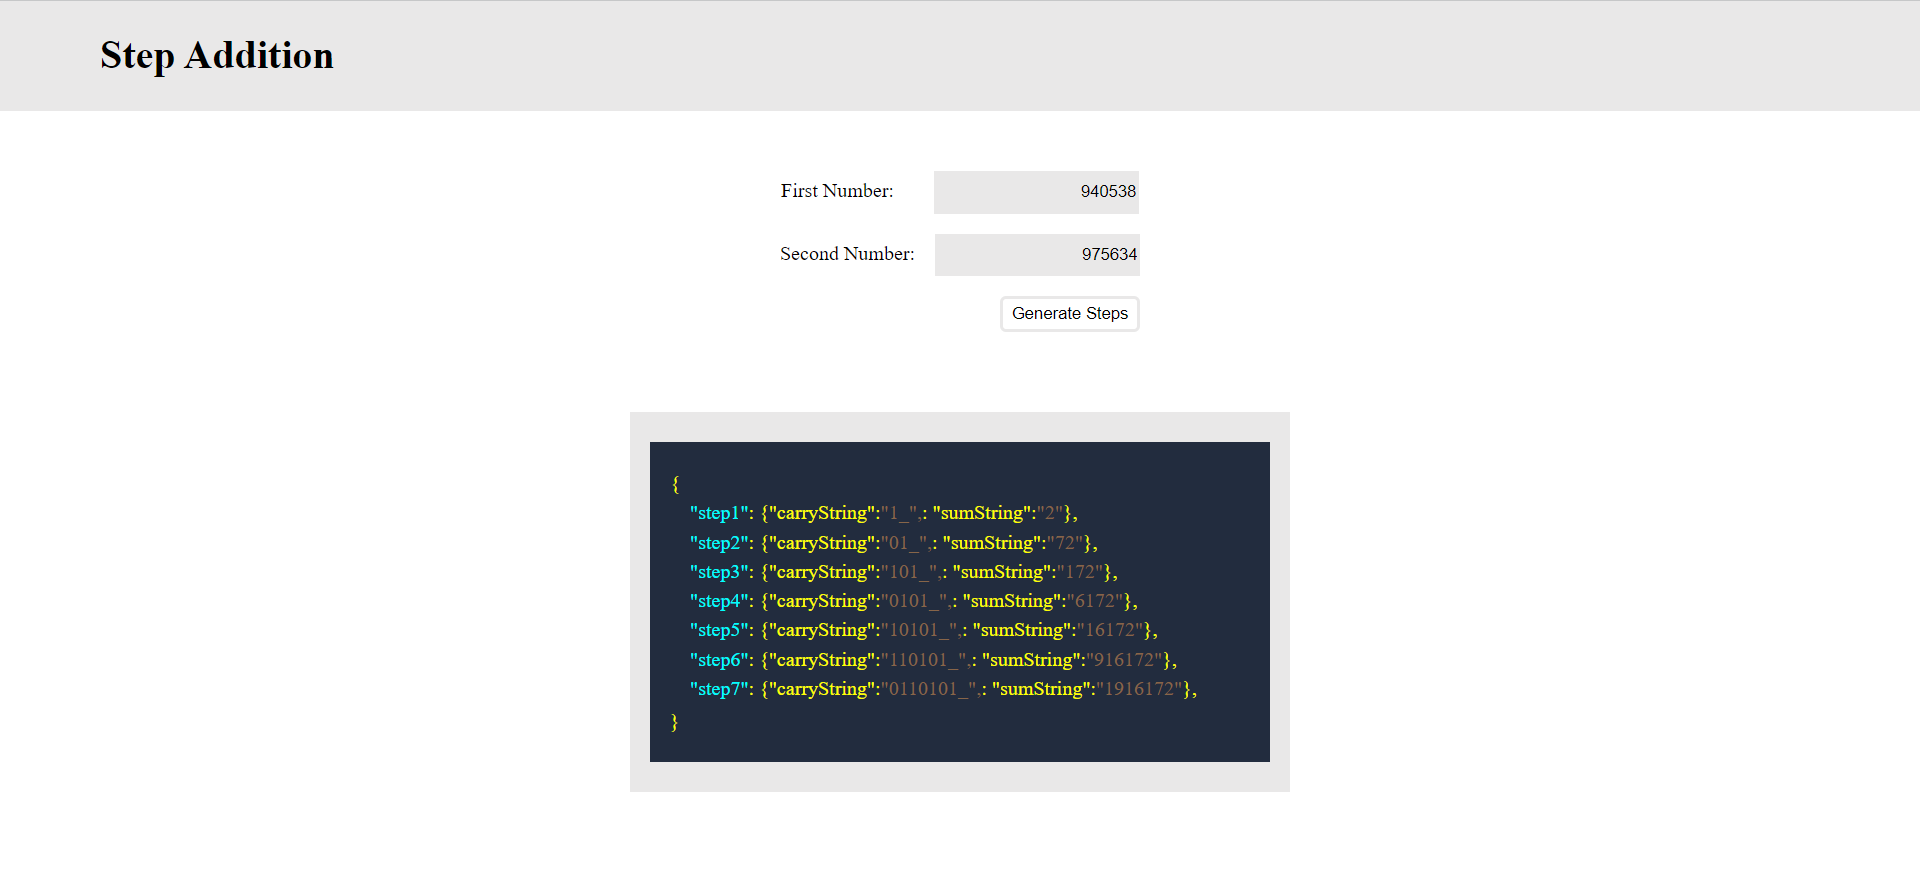 Step Addition
First Number: 940538
Second Number: 975634
Generate Steps
{
"step1": {"carryString":"1_",: "sumString":"2"},
"step2": {"carryString":"01_",: "sumString":"72"},
"step3": {"carryString":"101_",: "sumString":"172"},
"step4": {"carryString":"0101_",: "sumString":"6172"},
"step5": {"carryString":"10101_",: "sumString":"16172"},
"step6": {"carryString":"110101_",: "sumString":"916172"},
"step7": {"carryString":"0110101_",: "sumString":"1916172"},
}